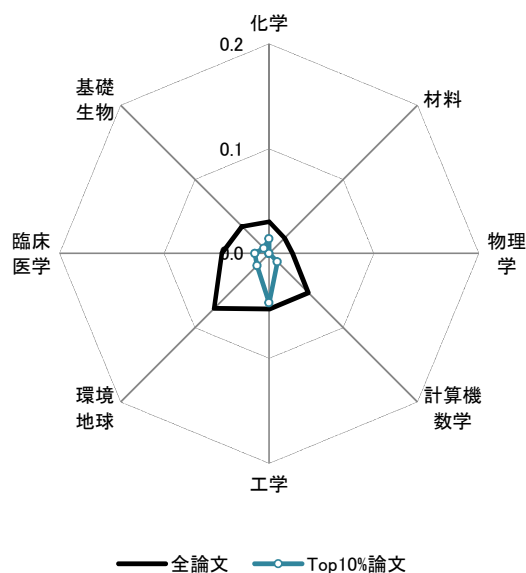 化学
0.2
基礎
生物
材料
0.1
臨床
医学
0.0
物理
学
環境
地球
計算機
数学
工学
全論文
Top10%論文